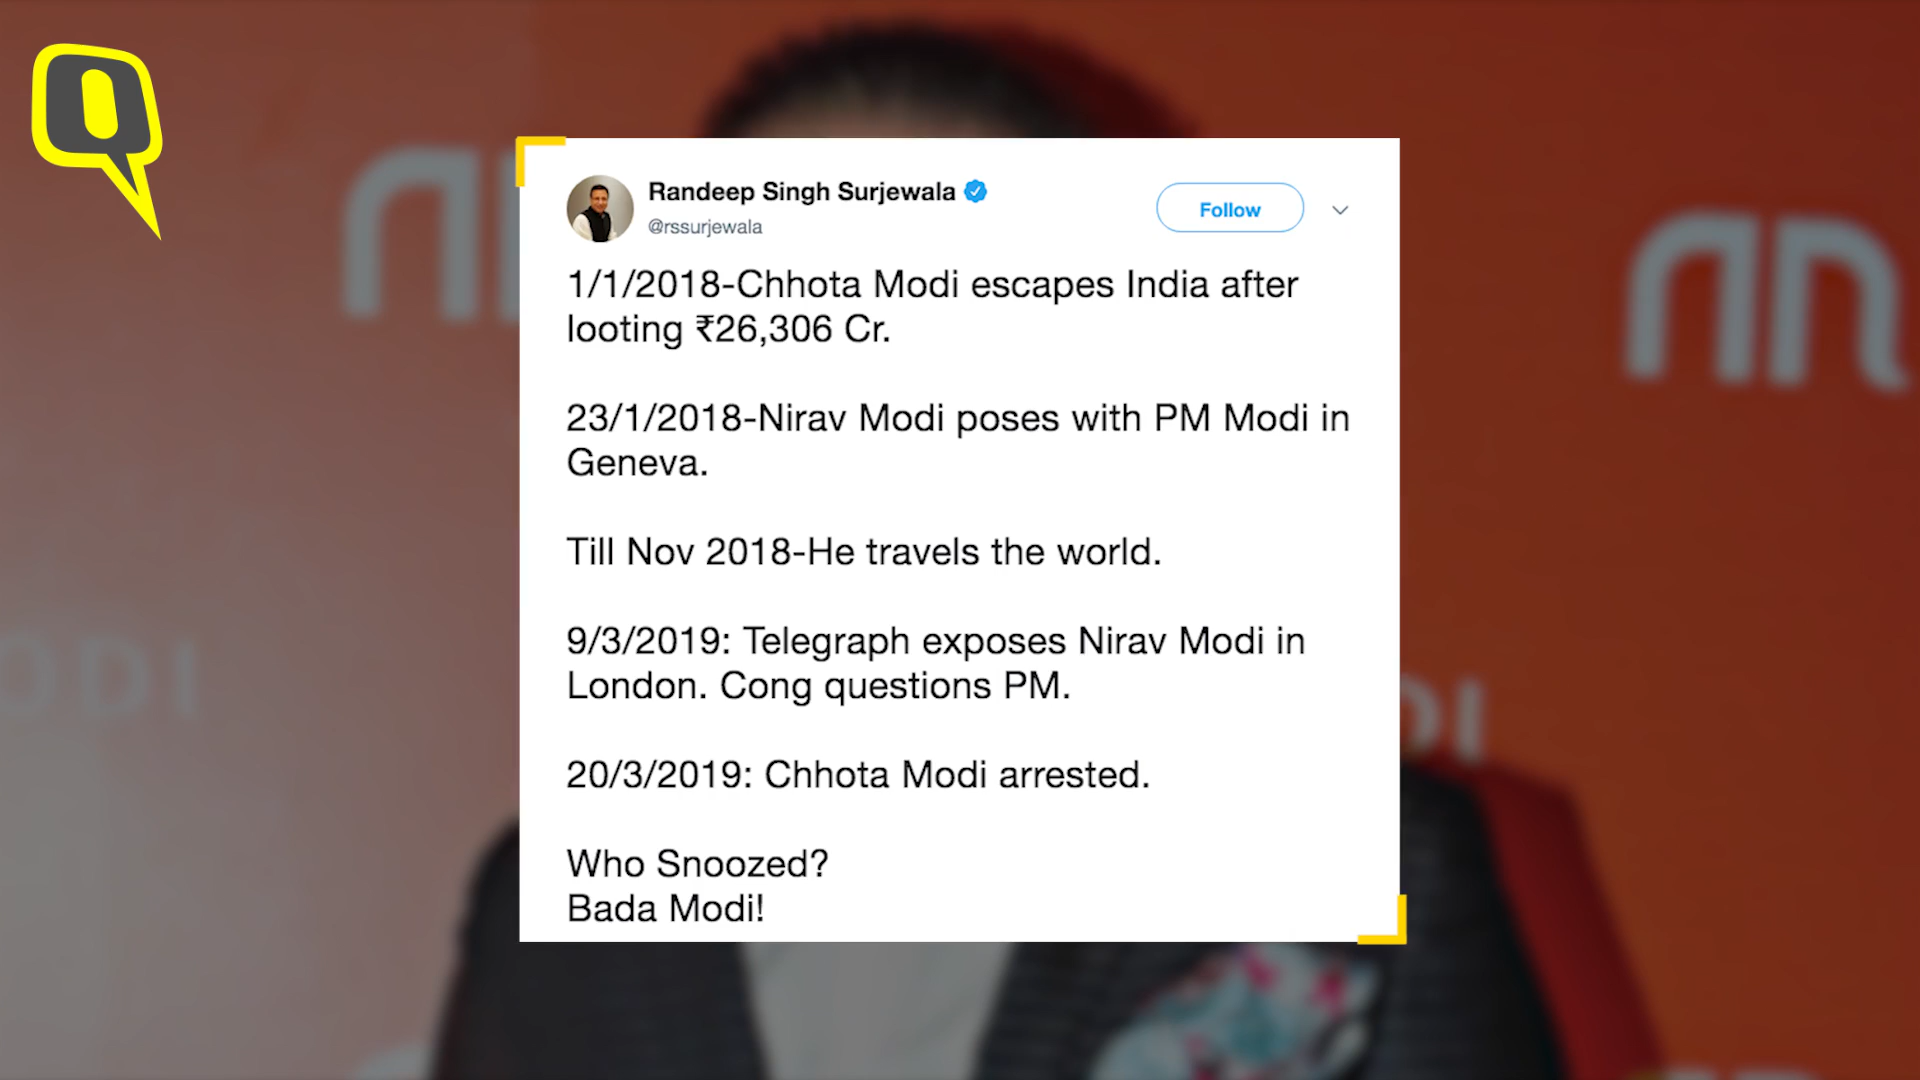 Randeep Singh Surjewala
@rssurjewala
Follow
1/1/2018-Chhota Modi escapes India after
looting ₹26,306 Cr.
23/1/2018-Nirav Modi poses with PM Modi in
Geneva.
Till Nov 2018-He travels the world.
9/3/2019: Telegraph exposes Nirav Modi in
London. Cong questions PM.
20/3/2019: Chhota Modi arrested.
Who Snoozed?
Bada Modi!
ODI
DI